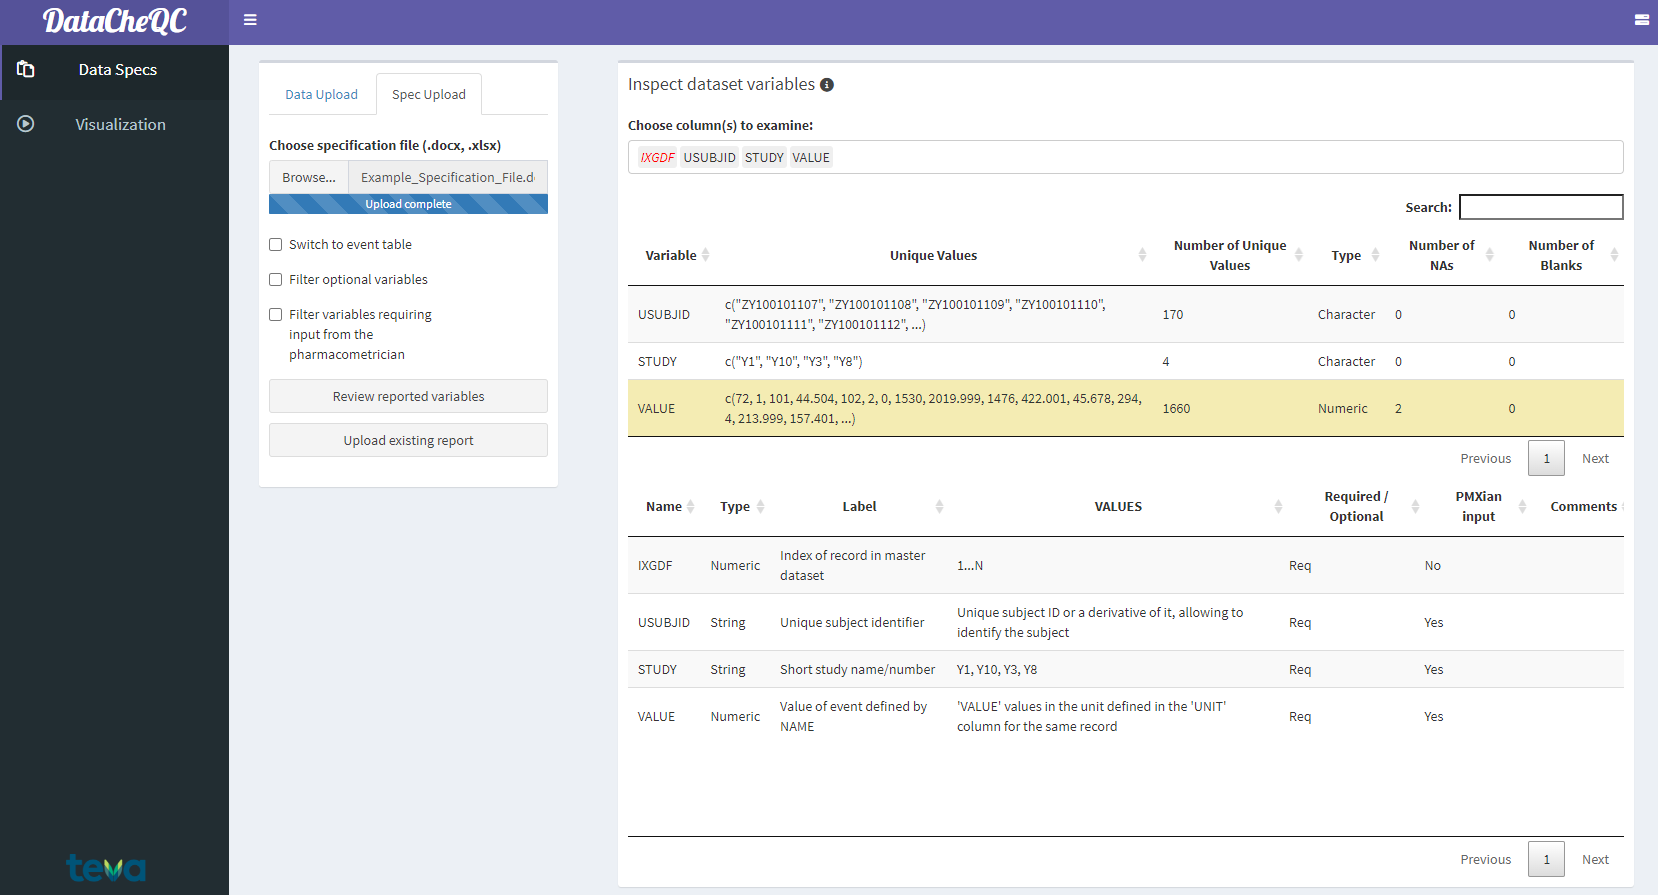 DataCheQC
Data Specs
Visualization
teva
Data Upload
Spec Upload
Choose specification file (.docx, .xlsx)
Browse...
Example_Specification_File.d
Upload complete
Switch to event table
Filter optional variables
Filter variables requiring
input from the
pharmacometrician
Review reported variables
Upload existing report
Inspect dataset variables
Choose column(s) to examine:
IXGDF USUBJID STUDY VALUE
Search:
Variable Unique Values Number of Unique Values Type Number of NAs Number of Blanks
USUBJID c("ZY100101107", "ZY100101108", "ZY100101109", "ZY100101110", 170 Character 0 0
"ZY100101111", "ZY100101112", ...)
STUDY c("Y1", "Y10", "Y3", "Y8") 4 Character 0 0
VALUE c(72, 1, 101, 44.504, 102, 2, 0, 1530, 2019.999, 1476, 422.001, 45.678, 294, 1660 Numeric 2 0
4, 213.999, 157.401, ...)
Previous 1 Next
Name Type Label VALUES Required / Optional PMXian input Comments
IXGDF Numeric Index of record in master dataset 1...N Req No
USUBJID String Unique subject identifier Unique subject ID or a derivative of it, allowing to identify the subject Req Yes
STUDY String Short study name/number Y1, Y10, Y3, Y8 Req Yes
VALUE Numeric Value of event defined by NAME 'VALUE' values in the unit defined in the 'UNIT' column for the same record Req Yes
Previous 1 Next